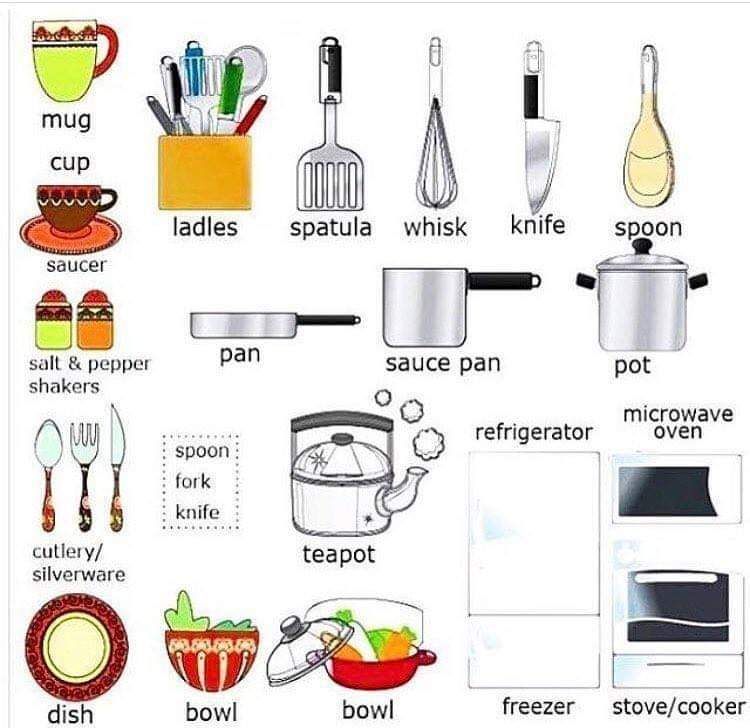 mug
cup
saucer
ladles
spatula
whisk
knife
spoon
salt & pepper
shakers
pan
sauce pan
pot
cutlery/
silverware
spoon
fork
knife
teapot
refrigerator
microwave
oven
dish
bowl
bowl
freezer
stove/cooker